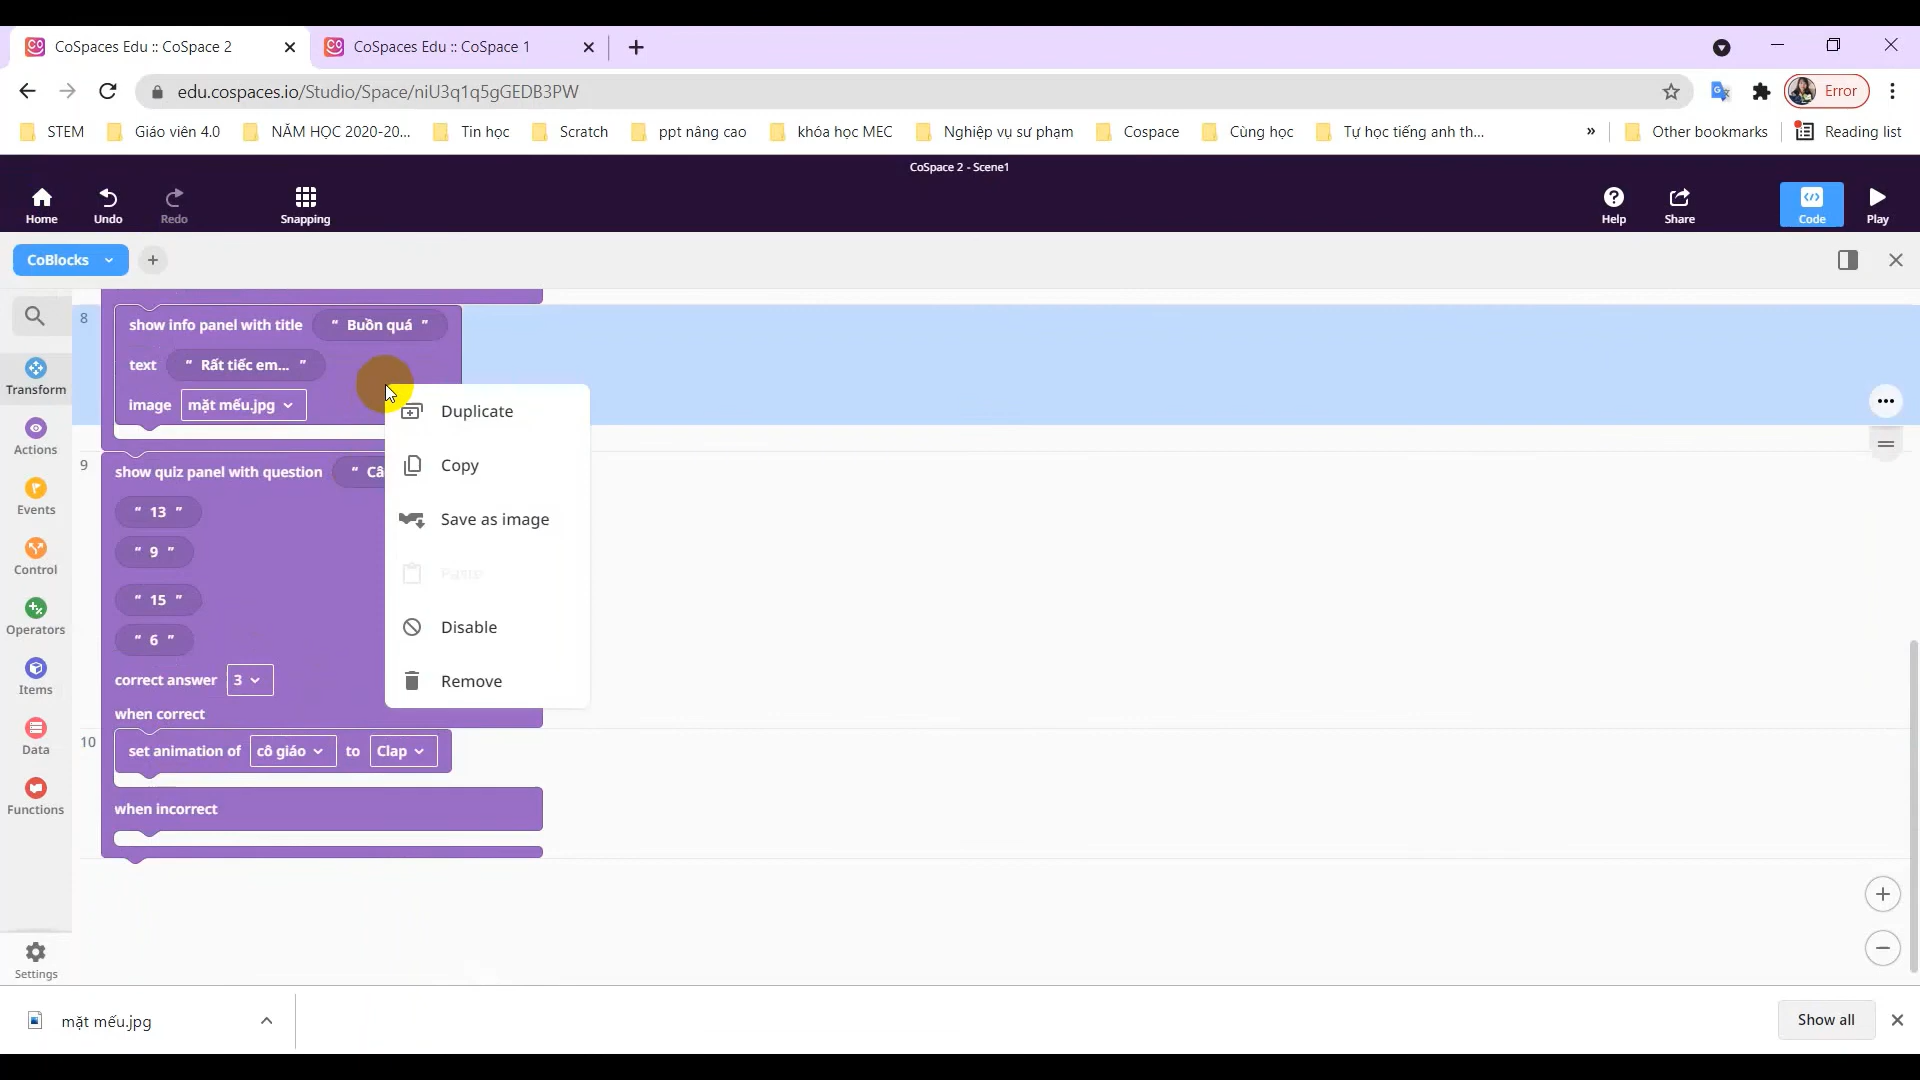 CoSpaces Edu :: CoSpace 2
CoSpaces Edu :: CoSpace 1
edu.cospaces.io/Studio/Space/niU3q1q5gGEDB3PW
Error
STEM
Giáo viên 4.0
NĂM HỌC 2020-20...
Tin học
Scratch
ppt nâng cao
khóa học MEC
Nghiệp vụ sư phạm
Cospace
Cùng học
Tự học tiếng anh th...
»
Other bookmarks
Reading list
CoSpace 2 - Scene1
Home
Undo
Redo
Snapping
Help
Share
Code
Play
CoBlocks
Transform
Actions
Events
Control
Operators
Items
Data
Functions
Settings
8
show info panel with title " Buồn quá "
text " Rất tiếc em... "
image mặt mếu.jpg
Duplicate
Copy
Save as image
Paste
Disable
Remove
9
show quiz panel with question " Câ
" 13 "
" 9 "
" 15 "
" 6 "
correct answer 3
when correct
10
set animation of cô giáo to Clap
when incorrect
mặt mếu.jpg
Show all